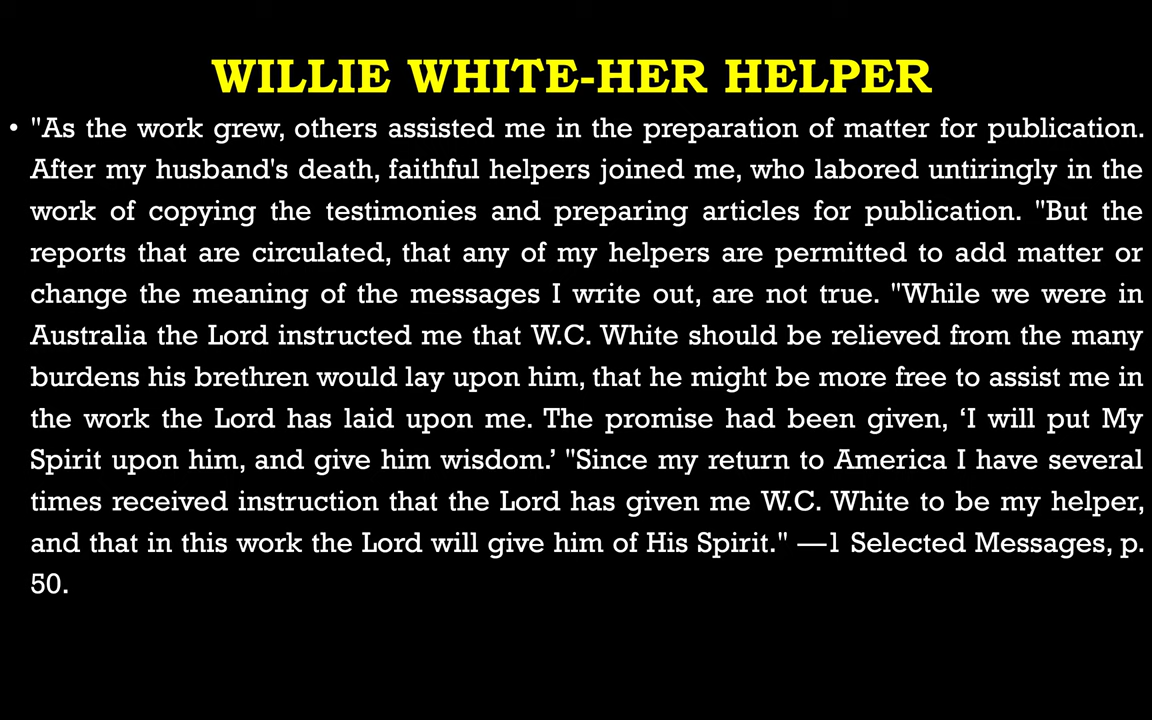 WILLIE WHITE-HER HELPER
• "As the work grew, others assisted me in the preparation of matter for publication.
After my husband's death, faithful helpers joined me, who labored untiringly in the
work of copying the testimonies and preparing articles for publication. "But the
reports that are circulated, that any of my helpers are permitted to add matter or
change the meaning of the messages I write out, are not true. "While we were in
Australia the Lord instructed me that W.C. White should be relieved from the many
burdens his brethren would lay upon him, that he might be more free to assist me in
the work the Lord has laid upon me. The promise had been given, ‘I will put My
Spirit upon him, and give him wisdom.’ "Since my return to America I have several
times received instruction that the Lord has given me W.C. White to be my helper,
and that in this work the Lord will give him of His Spirit." —1 Selected Messages, p.
50.